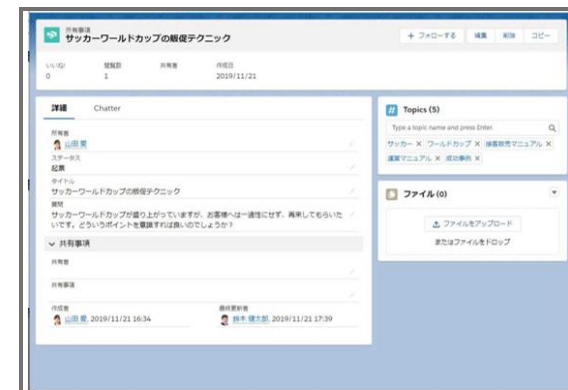 共有事項
サッカーワールドカップの販促テクニック
+ フォローする 編集 削除 コピー
いいね! 閲覧数 共有者 作成日
0 1 2019/11/21
詳細 Chatter
所有者
山田 愛
ステータス
起票
タイトル
サッカーワールドカップの販促テクニック
質問
サッカーワールドカップが盛り上がっていますが、お客様へは一過性にせず、再来してもらいた
いです。どういうポイントを意識すれば良いのでしょうか?
共有事項
共有者
共有事項
作成者 最終更新者
山田 愛, 2019/11/21 16:34 鈴木 健太郎, 2019/11/21 17:39
Topics (5)
Type a topic name and press Enter.
サッカー × ワールドカップ × 接客販売マニュアル ×
運営マニュアル × 成功事例 ×
ファイル (0)
ファイルをアップロード
またはファイルをドロップ